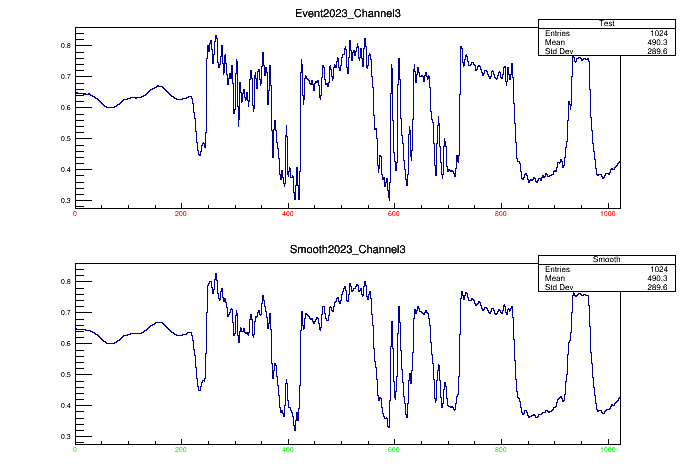 Event2023_Channel3
Test
Entries 1024
Mean 490.3
Std Dev 289.6
0.8
0.7
0.6
0.5
0.4
0.3
0 200 400 600 800 1000
Smooth2023_Channel3
Smooth
Entries 1024
Mean 490.3
Std Dev 289.6
0.8
0.7
0.6
0.5
0.4
0.3
0 200 400 600 800 1000